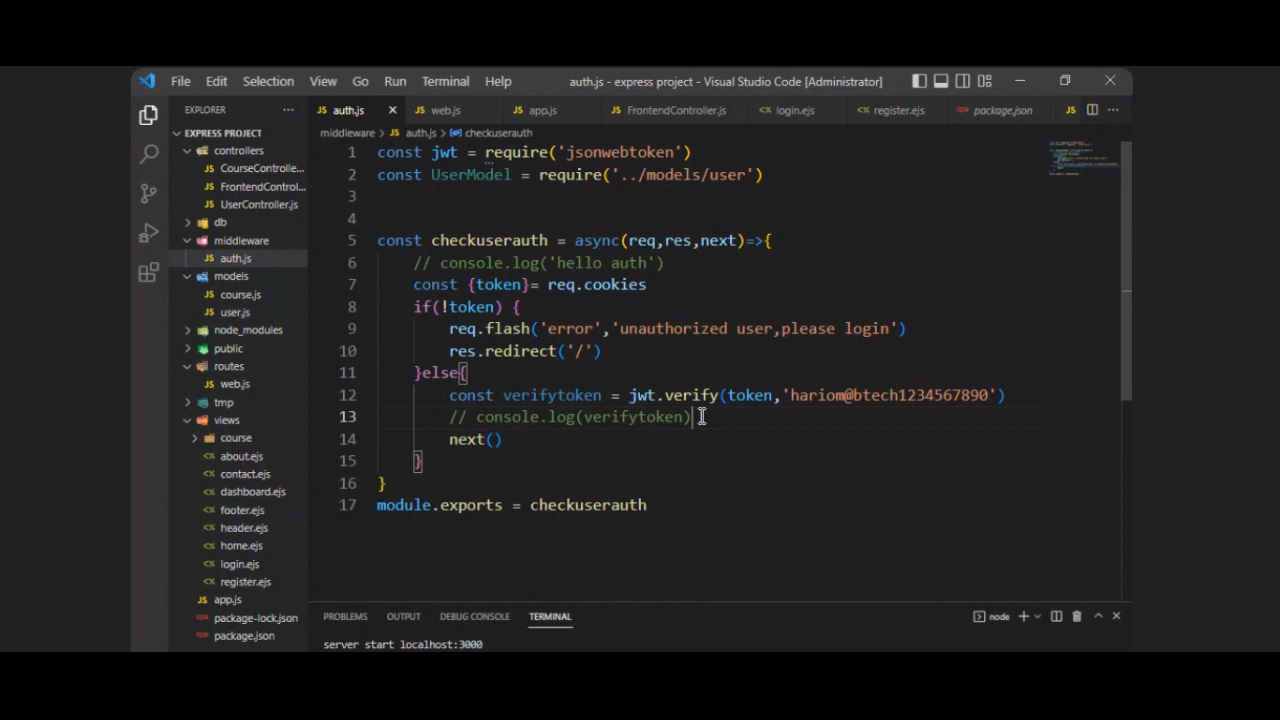 File Edit Selection View Go Run Terminal Help auth.js - express project - Visual Studio Code [Administrator]
EXPLORER ··· auth.js × web.js app.js FrontendController.js login.ejs register.ejs package.json JS ···
EXPRESS PROJECT
controllers
CourseControlle...
FrontendControl...
UserController.js
db
middleware
auth.js
models
course.js
user.js
node_modules
public
routes
web.js
tmp
views
course
about.ejs
contact.ejs
dashboard.ejs
footer.ejs
header.ejs
home.ejs
login.ejs
register.ejs
app.js
package-lock.json
package.json
middleware > auth.js > checkuserauth
1 const jwt = require('jsonwebtoken')
2 const UserModel = require('../models/user')
3
4
5 const checkuserauth = async(req,res,next)=>{
6 // console.log('hello auth')
7 const {token}= req.cookies
8 if(!token) {
9 req.flash('error','unauthorized user,please login')
10 res.redirect('/')
11 }else{
12 const verifytoken = jwt.verify(token,'hariom@btech1234567890')
13 // console.log(verifytoken)
14 next()
15 }
16 }
17 module.exports = checkuserauth
PROBLEMS OUTPUT DEBUG CONSOLE TERMINAL node
server start localhost:3000